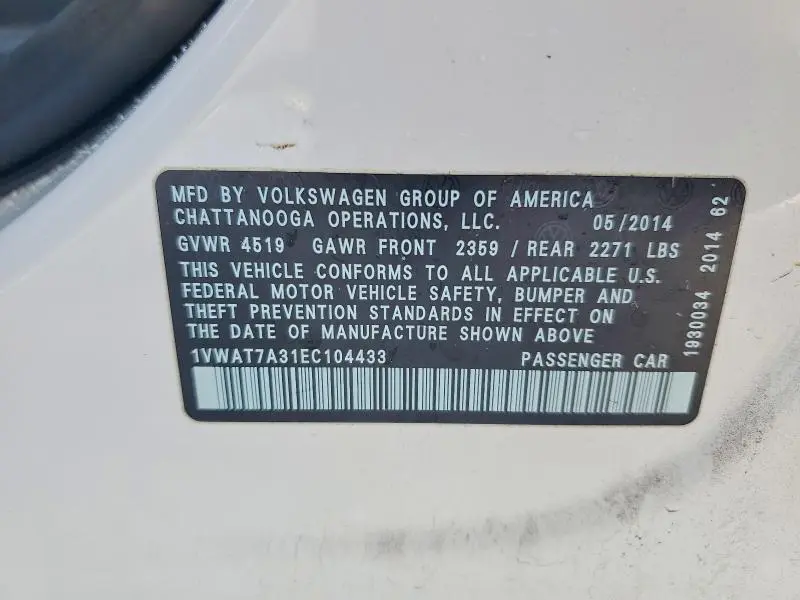 MFD BY VOLKSWAGEN GROUP OF AMERICA
CHATTANOOGA OPERATIONS, LLC. 05/2014
GVWR 4519 GAWR FRONT 2359 / REAR 2271 LBS
THIS VEHICLE CONFORMS TO ALL APPLICABLE U.S.
FEDERAL MOTOR VEHICLE SAFETY, BUMPER AND
THEFT PREVENTION STANDARDS IN EFFECT ON
THE DATE OF MANUFACTURE SHOWN ABOVE
1VWAT7A31EC104433 PASSENGER CAR
1930034 2014 62